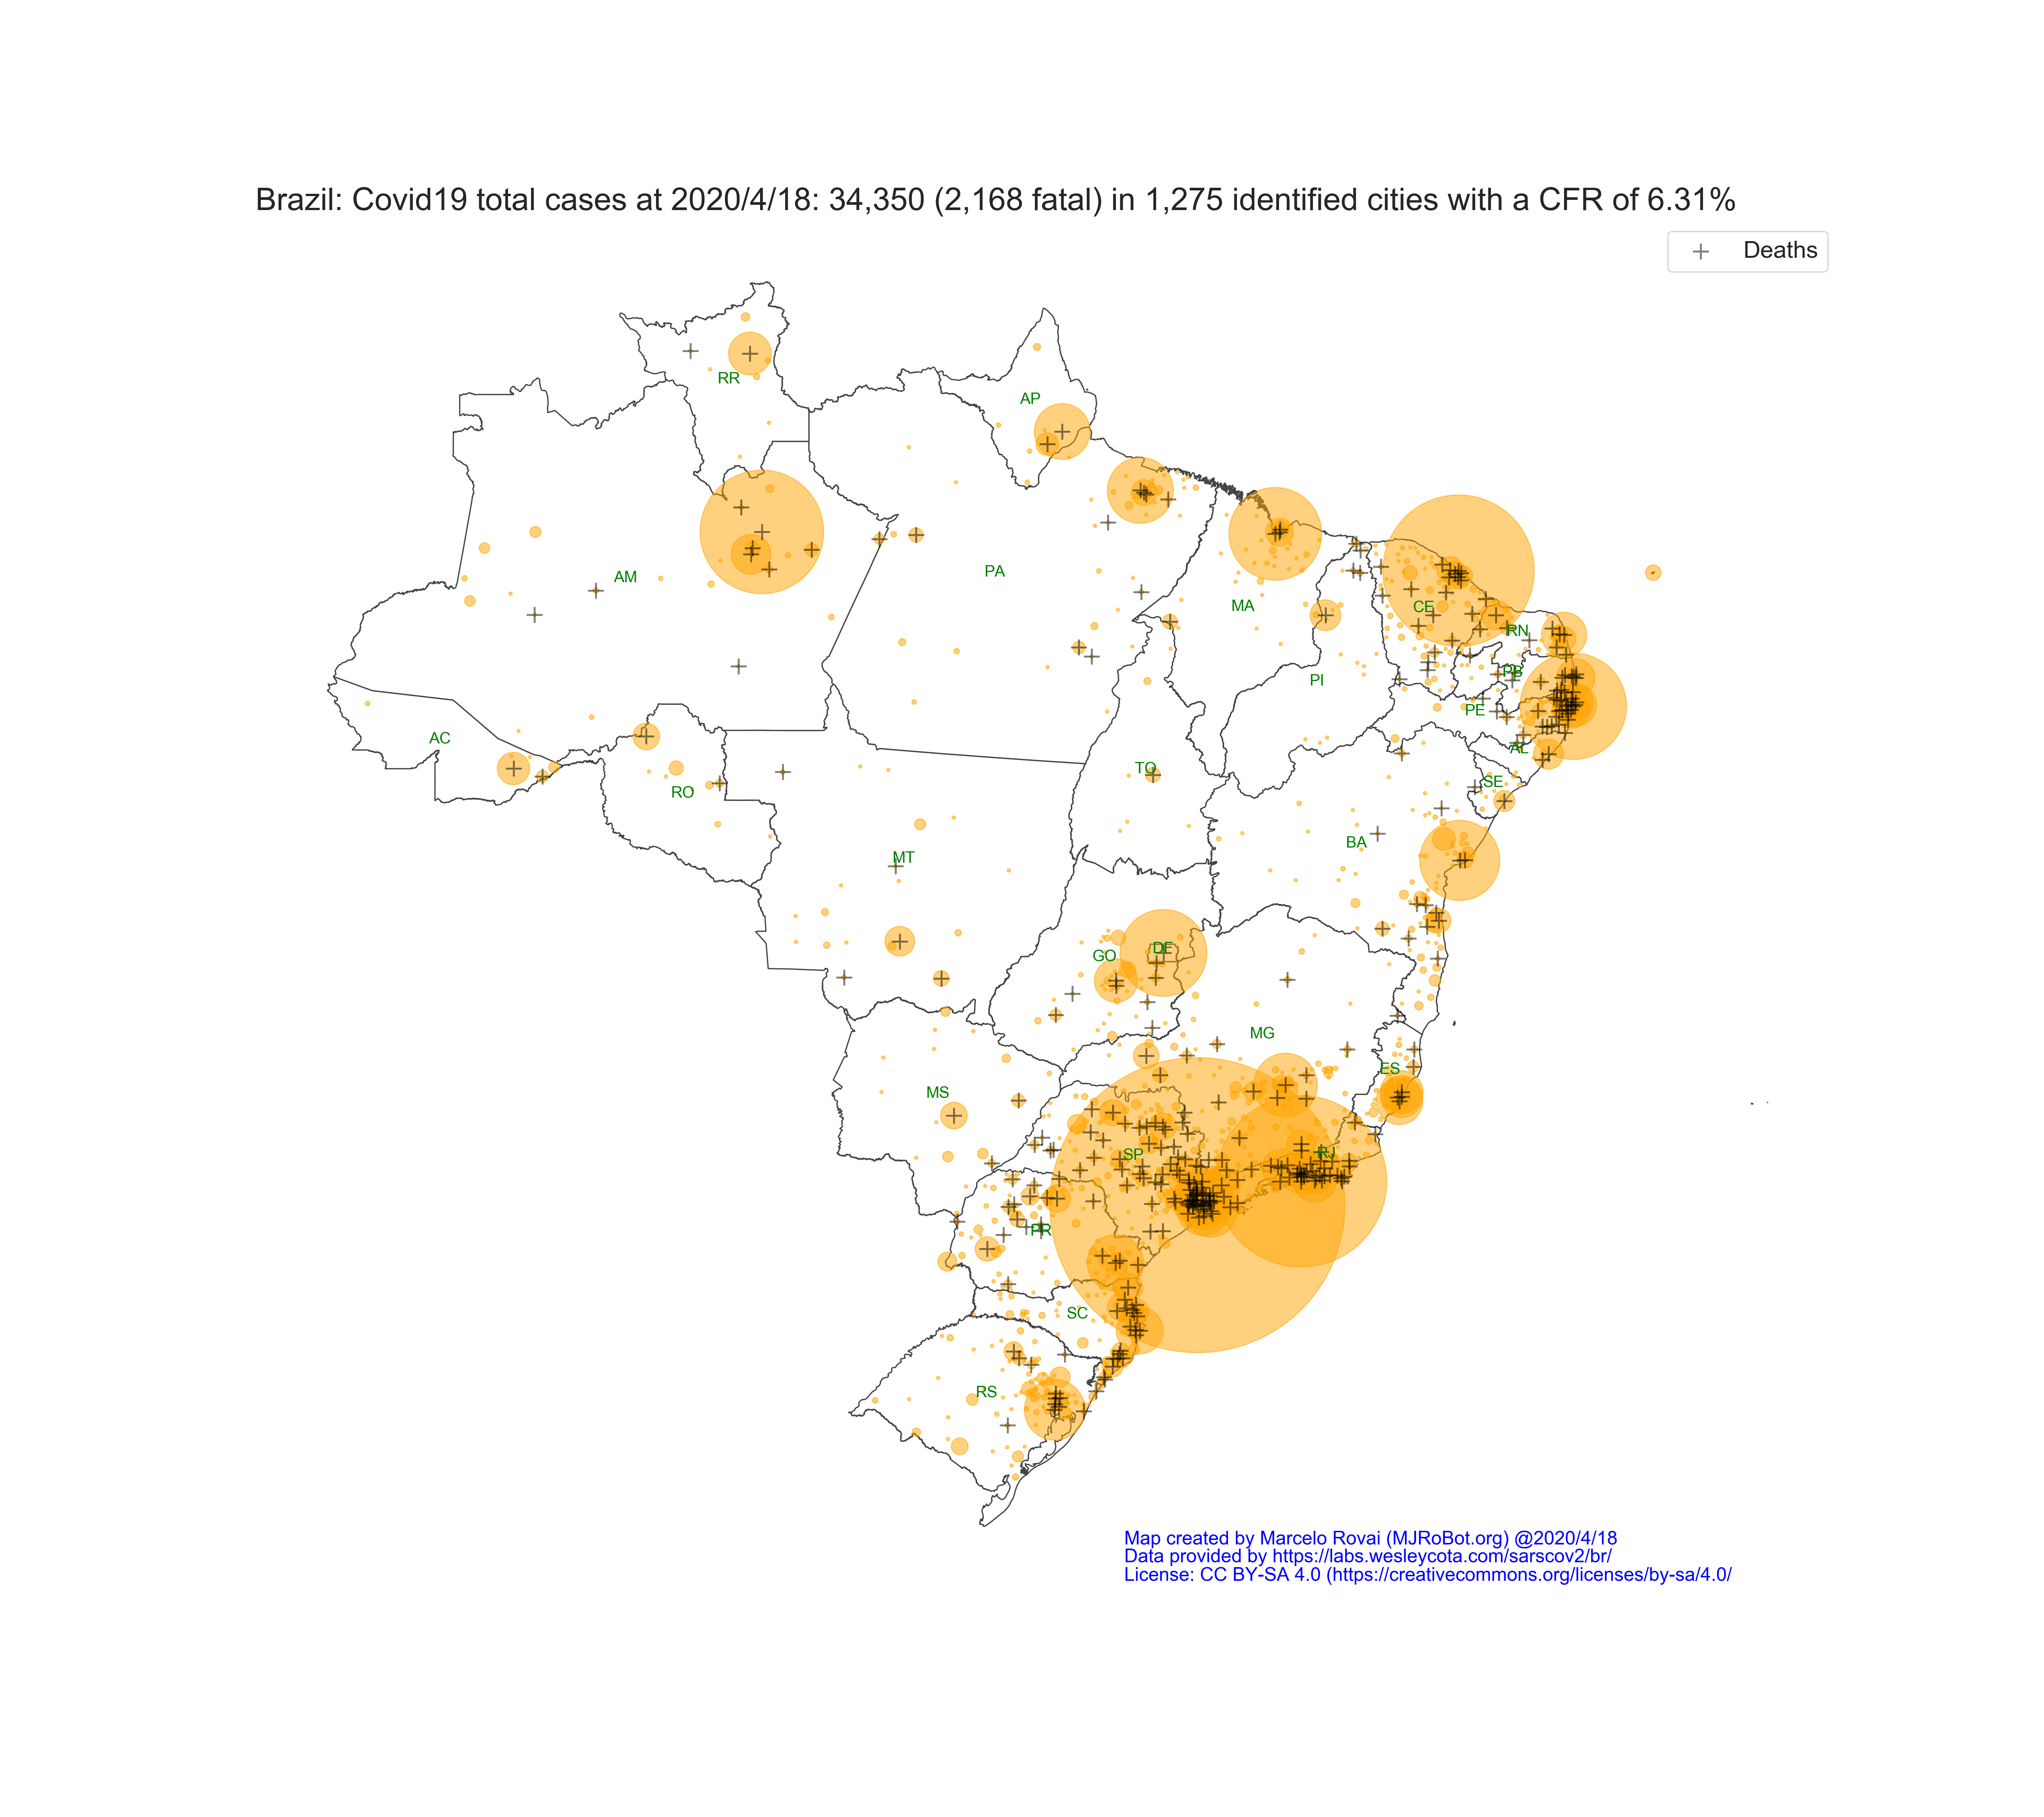 Brazil: Covid19 total cases at 2020/4/18: 34,350 (2,168 fatal) in 1,275 identified cities with a CFR of 6.31%
Deaths
RR
AP
AM
PA
MA
CE
RN
PB
PI
PE
AC
AL
TO
SE
RO
BA
MT
DF
GO
MG
ES
MS
RJ
SP
PR
SC
RS
Map created by Marcelo Rovai (MJRoBot.org) @2020/4/18
Data provided by https://labs.wesleycota.com/sarscov2/br/
License: CC BY-SA 4.0 (https://creativecommons.org/licenses/by-sa/4.0/